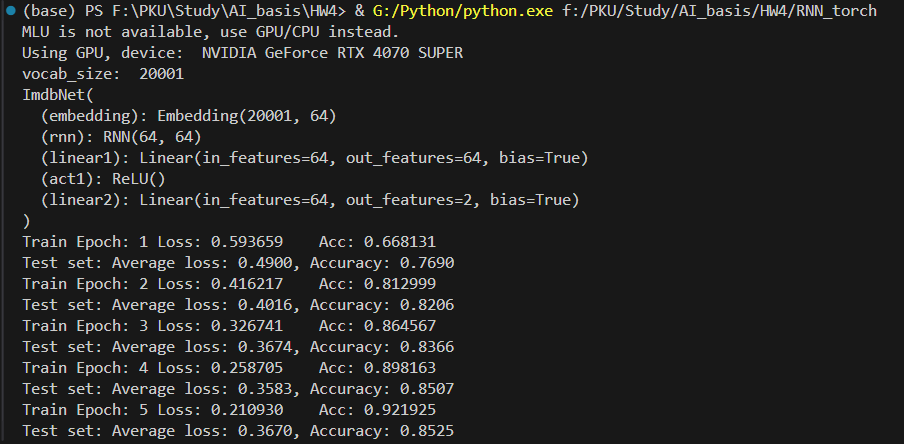 (base) PS F:\PKU\Study\AI_basis\HW4> & G:/Python/python.exe f:/PKU/Study/AI_basis/HW4/RNN_torch
MLU is not available, use GPU/CPU instead.
Using GPU, device:  NVIDIA GeForce RTX 4070 SUPER
vocab_size:  20001
ImdbNet(
  (embedding): Embedding(20001, 64)
  (rnn): RNN(64, 64)
  (linear1): Linear(in_features=64, out_features=64, bias=True)
  (act1): ReLU()
  (linear2): Linear(in_features=64, out_features=2, bias=True)
)
Train Epoch: 1 Loss: 0.593659    Acc: 0.668131
Test set: Average loss: 0.4900, Accuracy: 0.7690
Train Epoch: 2 Loss: 0.416217    Acc: 0.812999
Test set: Average loss: 0.4016, Accuracy: 0.8206
Train Epoch: 3 Loss: 0.326741    Acc: 0.864567
Test set: Average loss: 0.3674, Accuracy: 0.8366
Train Epoch: 4 Loss: 0.258705    Acc: 0.898163
Test set: Average loss: 0.3583, Accuracy: 0.8507
Train Epoch: 5 Loss: 0.210930    Acc: 0.921925
Test set: Average loss: 0.3670, Accuracy: 0.8525